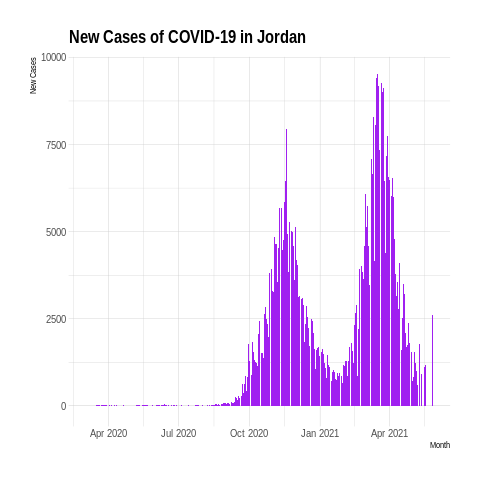 New Cases of COVID-19 in Jordan
New Cases
10000
7500
5000
2500
0
Apr 2020 Jul 2020 Oct 2020 Jan 2021 Apr 2021
Month